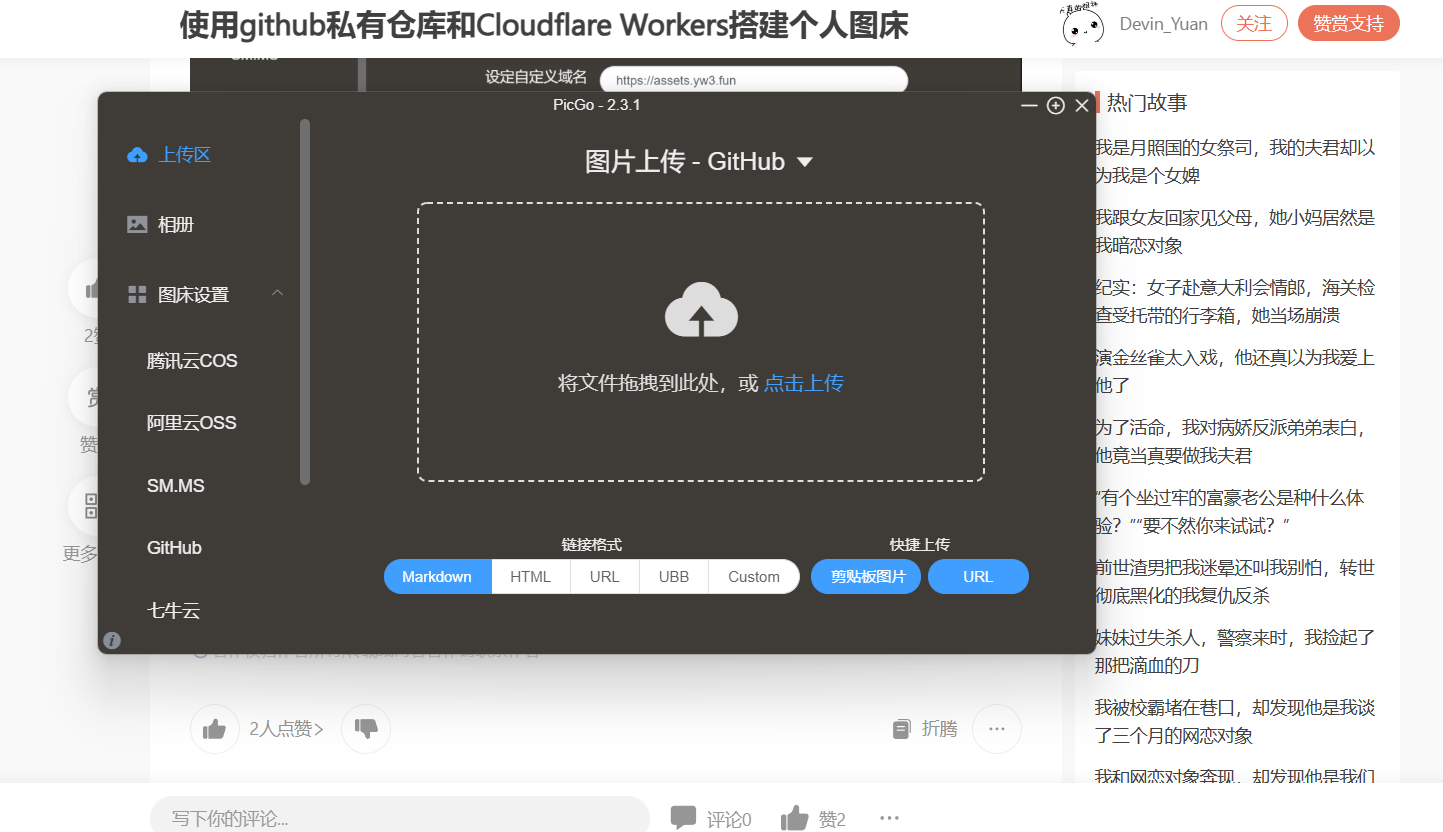 使用github私有仓库和Cloudflare Workers搭建个人图床
Devin_Yuan
关注
赞赏支持
设定自定义域名
https://assets.yw3.fun
PicGo - 2.3.1
上传区
相册
图床设置
腾讯云COS
阿里云OSS
SM.MS
GitHub
七牛云
图片上传 - GitHub
将文件拖拽到此处，或 点击上传
链接格式
快捷上传
Markdown
HTML
URL
UBB
Custom
剪贴板图片
URL
2赞
赏
赞
更多
2人点赞>
折腾
写下你的评论...
评论0
赞2
热门故事
我是月照国的女祭司，我的夫君却以
为我是个女婢
我跟女友回家见父母，她小妈居然是
我暗恋对象
纪实：女子赴意大利会情郎，海关检
查受托带的行李箱，她当场崩溃
演金丝雀太入戏，他还真以为我爱上
他了
为了活命，我对病娇反派弟弟表白，
他竟当真要做我夫君
“有个坐过牢的富豪老公是种什么体
验？”“要不然你来试试？”
前世渣男把我迷晕还叫我别怕，转世
彻底黑化的我复仇反杀
妹妹过失杀人，警察来时，我捡起了
那把滴血的刀
我被校霸堵在巷口，却发现他是我谈
了三个月的网恋对象
我和网恋对象奔现，却发现他是我们